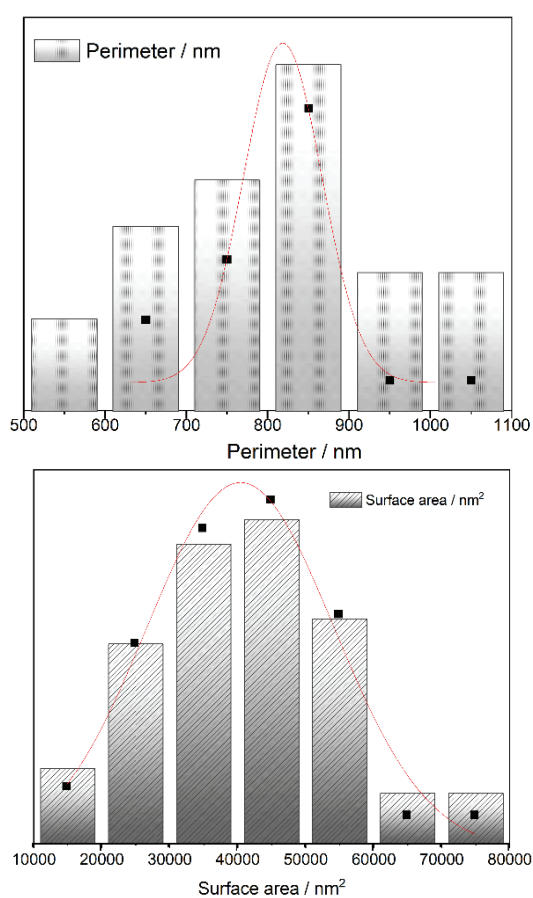 Perimeter / nm
500 600 700 800 900 1000 1100
Perimeter / nm
Surface area / nm²
10000 20000 30000 40000 50000 60000 70000 80000
Surface area / nm²